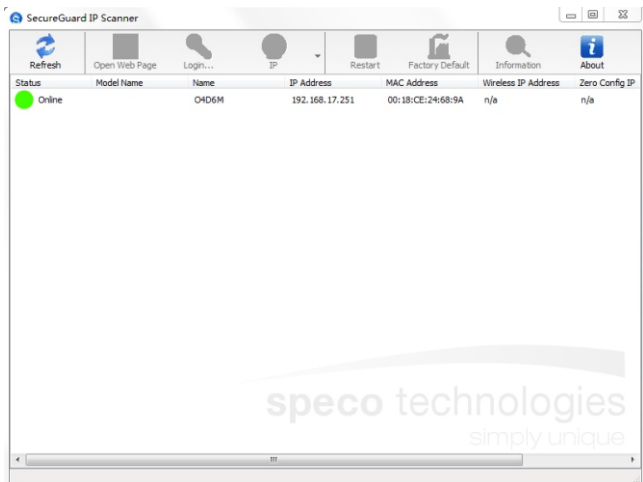 SecureGuard IP Scanner
Refresh Open Web Page Login... IP Restart Factory Default Information About
Status Model Name Name IP Address MAC Address Wireless IP Address Zero Config IP
Online O4D6M 192.168.17.251 00:18:CE:24:68:9A n/a n/a
speco technologies
simply unique